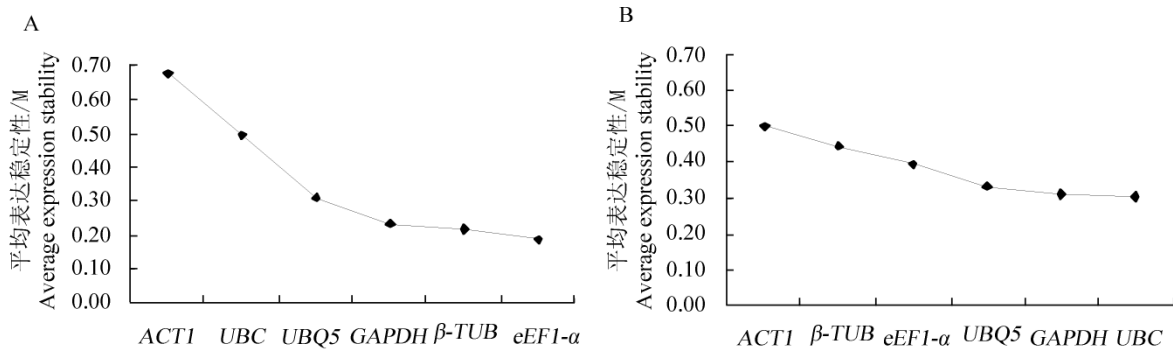 A
平均表达稳定性/M
Average expression stability
0.70
0.60
0.50
0.40
0.30
0.20
0.10
0.00
ACT1 UBC UBQ5 GAPDH β-TUB eEF1-α
B
平均表达稳定性/M
Average expression stability
0.70
0.60
0.50
0.40
0.30
0.20
0.10
0.00
ACT1 β-TUB eEF1-α UBQ5 GAPDH UBC